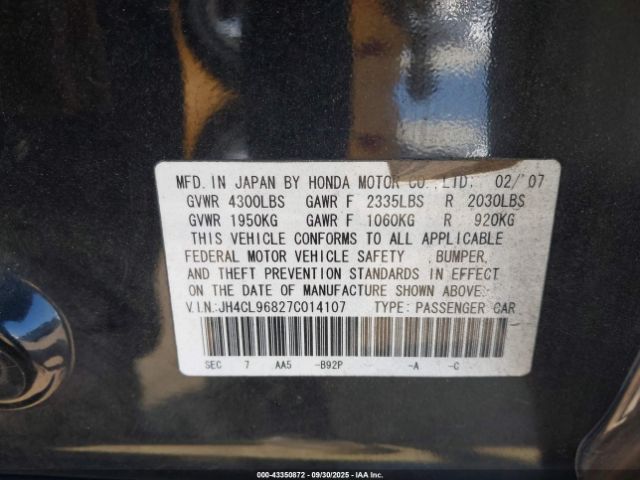 MFD. IN JAPAN BY HONDA MOTOR CO.,LTD: 02/'07
GVWR 4300LBS GAWR F 2335LBS R 2030LBS
GVWR 1950KG GAWR F 1060KG R 920KG
THIS VEHICLE CONFORMS TO ALL APPLICABLE
FEDERAL MOTOR VEHICLE SAFETY ,BUMPER,
AND THEFT PREVENTION STANDARDS IN EFFECT
ON THE DATE OF MANUFACTURE SHOWN ABOVE.
V.I.N:JH4CL96827C014107 TYPE: PASSENGER CAR
SEC 7 AA5 -B92P -A -C
000-43350872 - 09/30/2025 - IAA Inc.